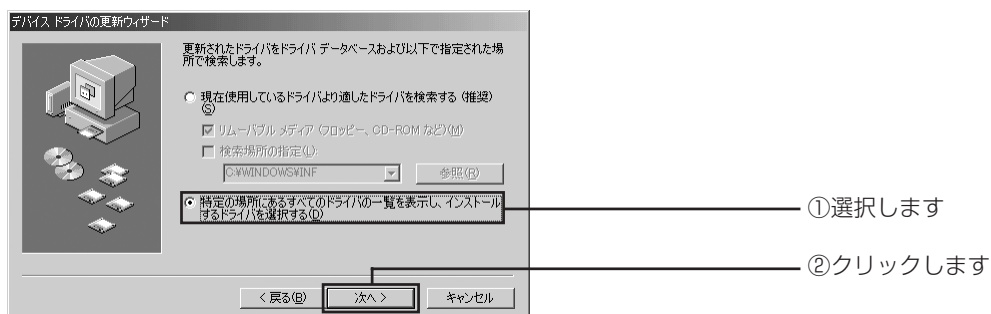 デバイス ドライバの更新ウィザード
更新されたドライバをドライバ データベースおよび以下で指定された場
所で検索します。
現在使用しているドライバより適したドライバを検索する (推奨)
(S)
リムーバブル メディア (フロッピー、CD-ROM など)(M)
検索場所の指定(L):
C:¥WINDOWS¥INF
参照(R)
特定の場所にあるすべてのドライバの一覧を表示し、インストール
するドライバを選択する(D)
①選択します
②クリックします
< 戻る(B)
次へ >
キャンセル